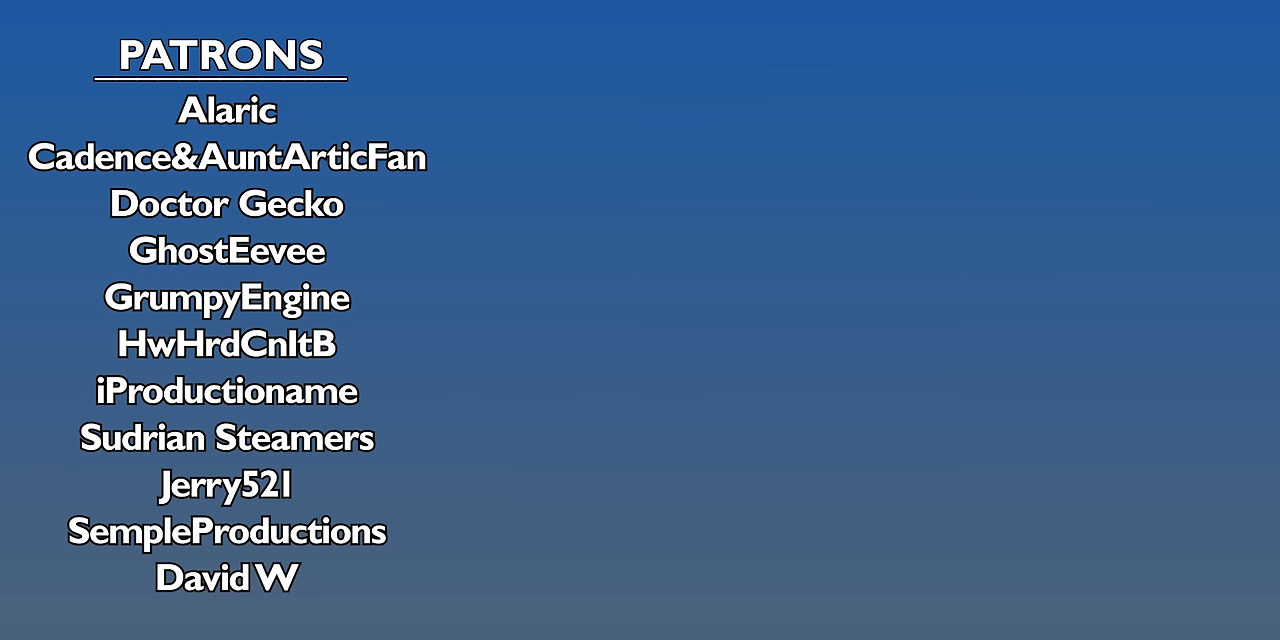 PATRONS
Alaric
Cadence&AuntArticFan
Doctor Gecko
GhostEevee
GrumpyEngine
HwHrdCnItB
iProductioname
Sudrian Steamers
Jerry521
SempleProductions
David W